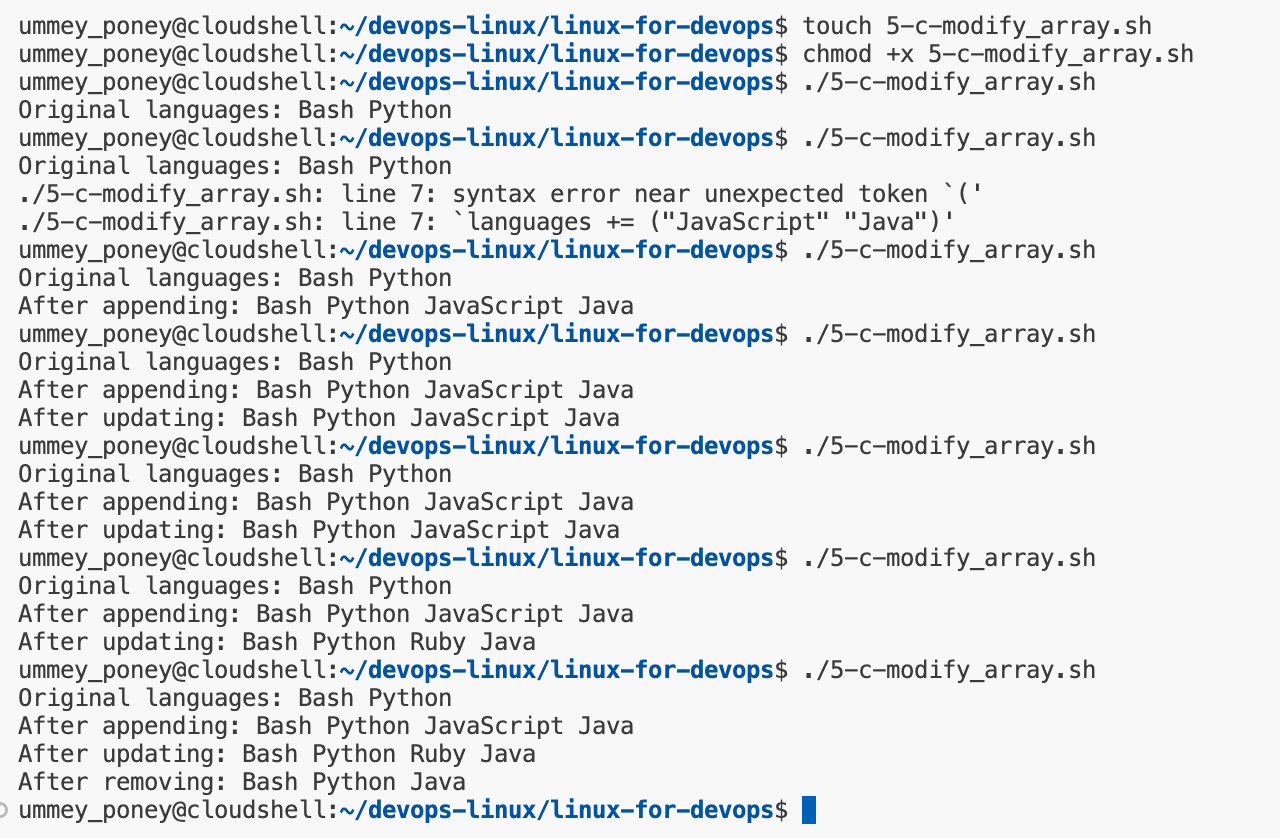 ummey_poney@cloudshell:~/devops-linux/linux-for-devops$ touch 5-c-modify_array.sh
ummey_poney@cloudshell:~/devops-linux/linux-for-devops$ chmod +x 5-c-modify_array.sh
ummey_poney@cloudshell:~/devops-linux/linux-for-devops$ ./5-c-modify_array.sh
Original languages: Bash Python
ummey_poney@cloudshell:~/devops-linux/linux-for-devops$ ./5-c-modify_array.sh
Original languages: Bash Python
./5-c-modify_array.sh: line 7: syntax error near unexpected token `('
./5-c-modify_array.sh: line 7: `languages += ("JavaScript" "Java")'
ummey_poney@cloudshell:~/devops-linux/linux-for-devops$ ./5-c-modify_array.sh
Original languages: Bash Python
After appending: Bash Python JavaScript Java
ummey_poney@cloudshell:~/devops-linux/linux-for-devops$ ./5-c-modify_array.sh
Original languages: Bash Python
After appending: Bash Python JavaScript Java
After updating: Bash Python JavaScript Java
ummey_poney@cloudshell:~/devops-linux/linux-for-devops$ ./5-c-modify_array.sh
Original languages: Bash Python
After appending: Bash Python JavaScript Java
After updating: Bash Python JavaScript Java
ummey_poney@cloudshell:~/devops-linux/linux-for-devops$ ./5-c-modify_array.sh
Original languages: Bash Python
After appending: Bash Python JavaScript Java
After updating: Bash Python Ruby Java
ummey_poney@cloudshell:~/devops-linux/linux-for-devops$ ./5-c-modify_array.sh
Original languages: Bash Python
After appending: Bash Python JavaScript Java
After updating: Bash Python Ruby Java
After removing: Bash Python Java
ummey_poney@cloudshell:~/devops-linux/linux-for-devops$